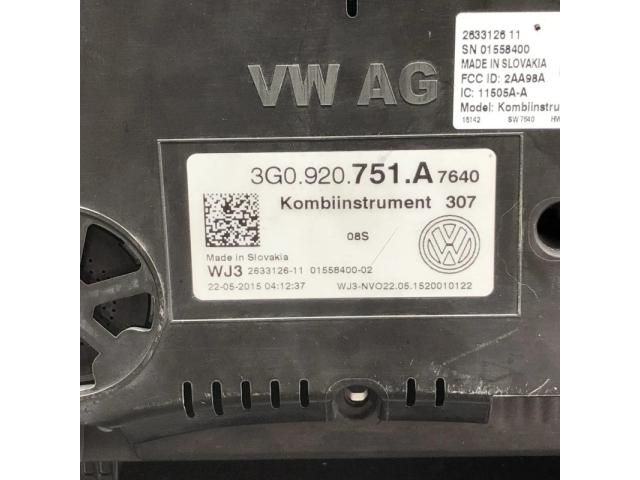 VW AG
2633126 11
SN 01558400
MADE IN SLOVAKIA
FCC ID: 2AA98A
IC: 11505A-A
Model: Kombiinstru
15142 SW 7640 HW
3G0.920.751.A 7640
Kombiinstrument 307
08S
Made in Slovakia
WJ3 2633126-11 01558400-02
22-05-2015 04:12:37 WJ3-NVO22.05.1520010122